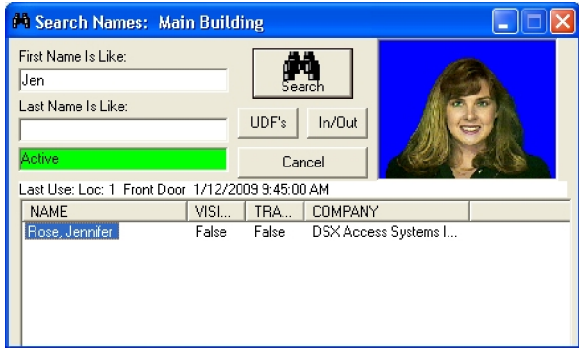 Search Names:  Main Building
First Name Is Like:
Jen
Search
Last Name Is Like:
UDF's
In/Out
Active
Cancel
Last Use: Loc: 1  Front Door  1/12/2009 9:45:00 AM
NAME VISI... TRA... COMPANY
Rose, Jennifer False False DSX Access Systems I...